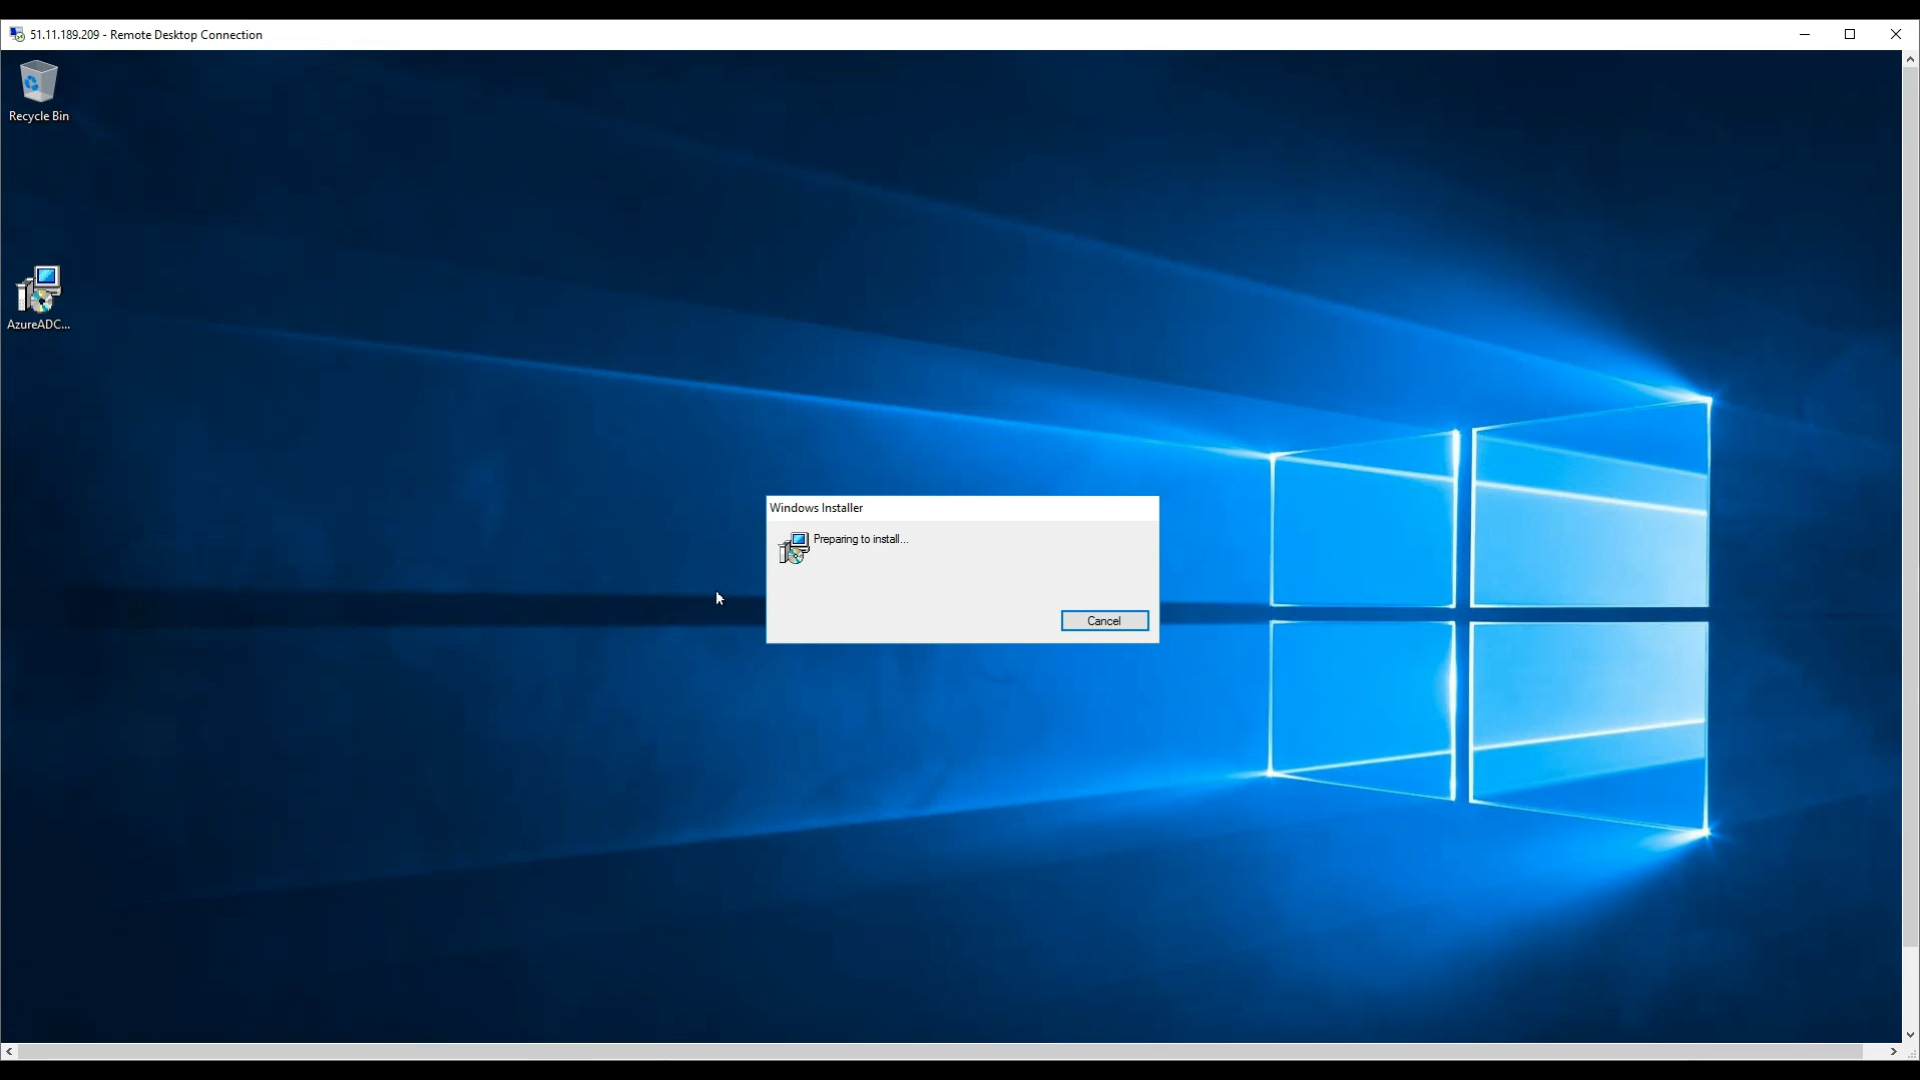 51.11.189.209 - Remote Desktop Connection
Recycle Bin
AzureADC...
Windows Installer
Preparing to install...
Cancel